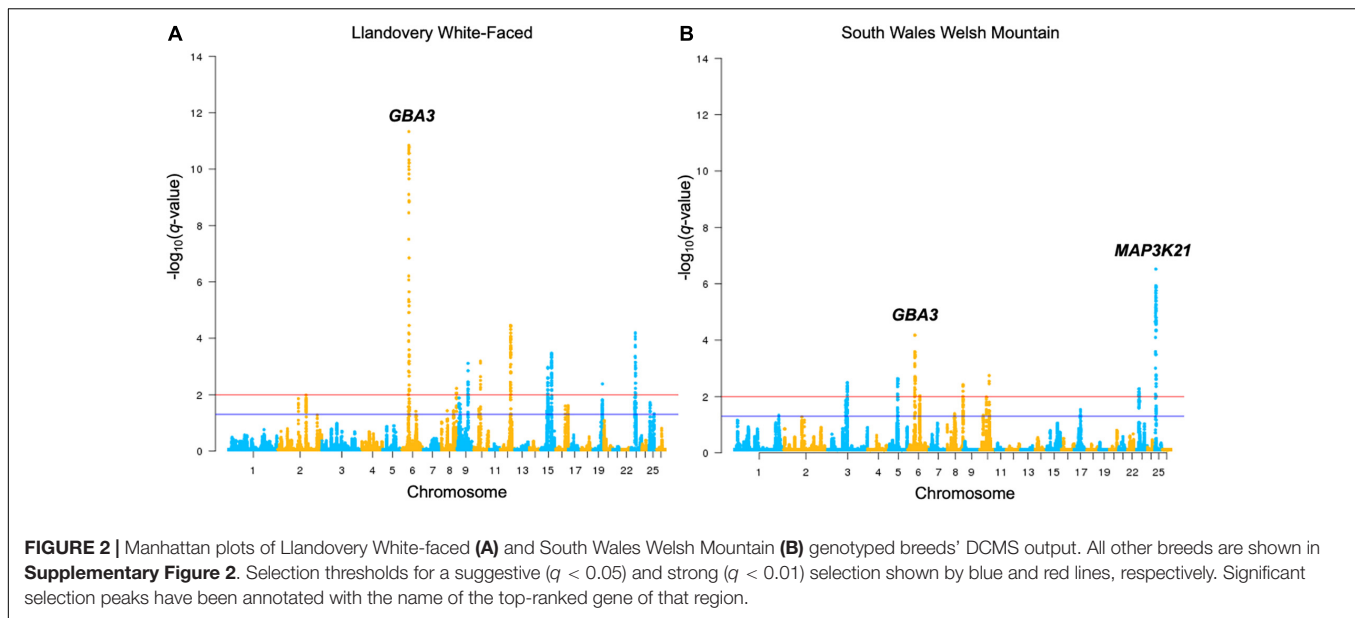 A
Llandovery White-Faced
14
12
10
8
6
4
2
0
-log10(q-value)
GBA3
1 2 3 4 5 6 7 8 9 11 13 15 17 19 22 25
Chromosome
B
South Wales Welsh Mountain
14
12
10
8
6
4
2
0
-log10(q-value)
GBA3
MAP3K21
1 2 3 4 5 6 7 8 9 11 13 15 17 19 22 25
Chromosome
FIGURE 2 | Manhattan plots of Llandovery White-faced (A) and South Wales Welsh Mountain (B) genotyped breeds' DCMS output. All other breeds are shown in
Supplementary Figure 2. Selection thresholds for a suggestive (q < 0.05) and strong (q < 0.01) selection shown by blue and red lines, respectively. Significant
selection peaks have been annotated with the name of the top-ranked gene of that region.